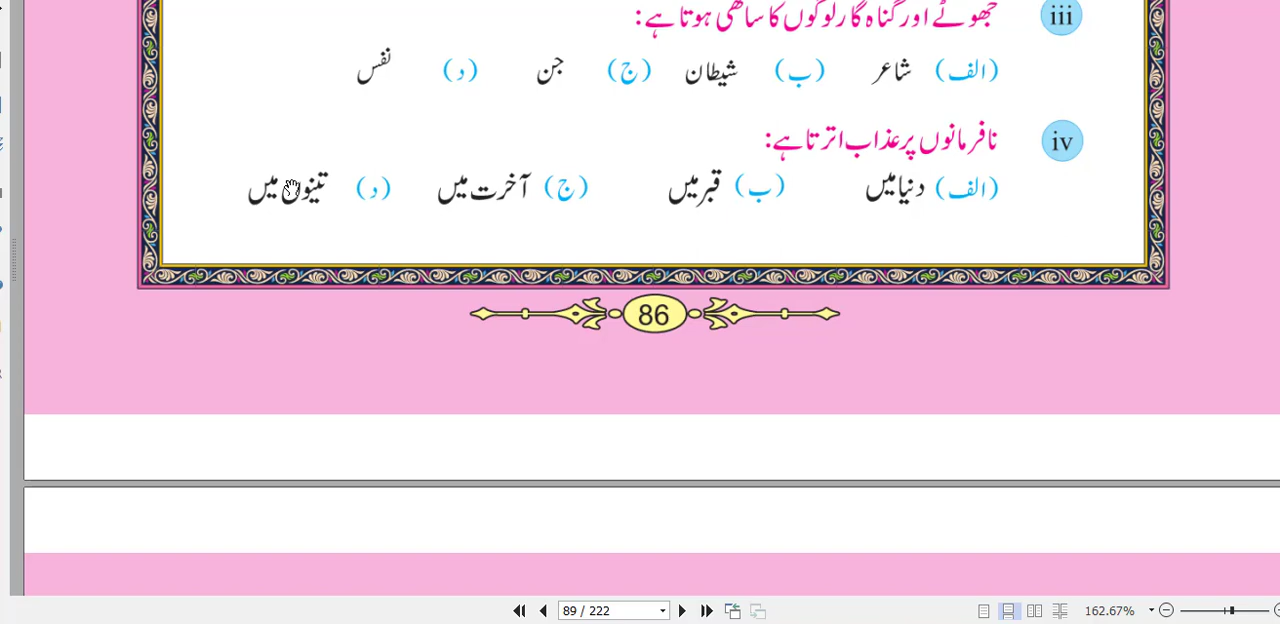 iii جھوٹے اور گناہ گار لوگوں کا ساتھی ہوتا ہے:
(الف) شاعر (ب) شیطان (ج) جن (د) نفس
iv نافرمانوں پر عذاب اترتا ہے:
(الف) دنیا میں (ب) قبر میں (ج) آخرت میں (د) تینوں میں
86
89 / 222
162.67%